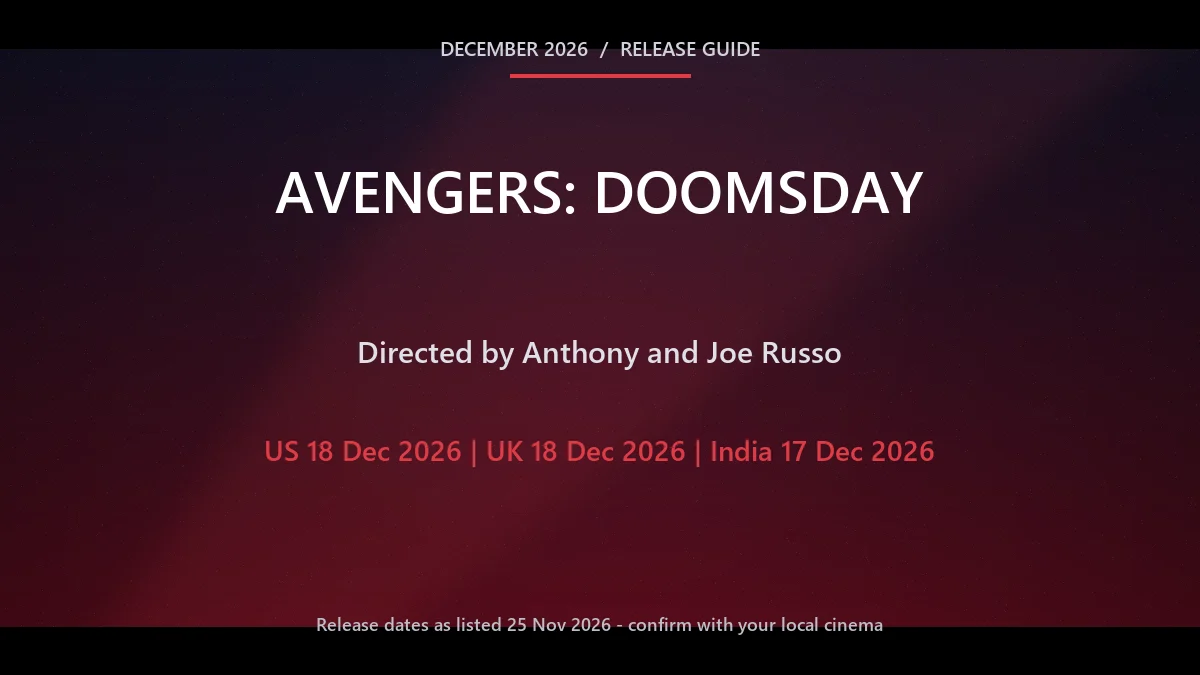 DECEMBER 2026 / RELEASE GUIDE
AVENGERS: DOOMSDAY
Directed by Anthony and Joe Russo
US 18 Dec 2026 | UK 18 Dec 2026 | India 17 Dec 2026
Release dates as listed 25 Nov 2026 - confirm with your local cinema